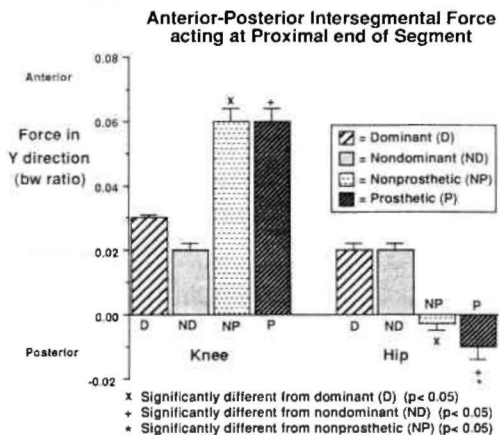 Anterior-Posterior Intersegmental Force
acting at Proximal end of Segment
Anterior
0.08
Force in
Y direction
(bw ratio)
0.06
0.04
0.02
0.00
Posterior
-0.02
x
+
= Dominant (D)
= Nondominant (ND)
= Nonprosthetic (NP)
= Prosthetic (P)
D ND NP P
Knee
D ND NP P
Hip
x
+
*
x Significantly different from dominant (D) (p< 0.05)
+ Significantly different from nondominant (ND) (p< 0.05)
* Significantly different from nonprosthetic (NP) (p< 0.05)